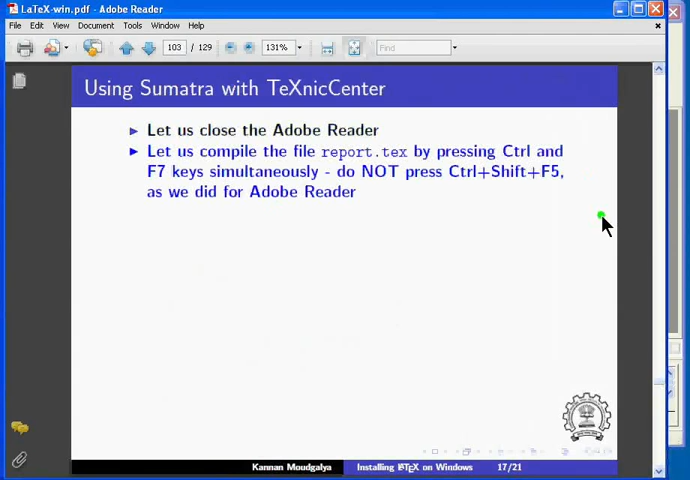 LaTeX-win.pdf - Adobe Reader
File Edit View Document Tools Window Help
103 / 129 131% Find
Using Sumatra with TeXnicCenter
Let us close the Adobe Reader
Let us compile the file report.tex by pressing Ctrl and
F7 keys simultaneously - do NOT press Ctrl+Shift+F5,
as we did for Adobe Reader
Kannan Moudgalya Installing LaTeX on Windows 17/21